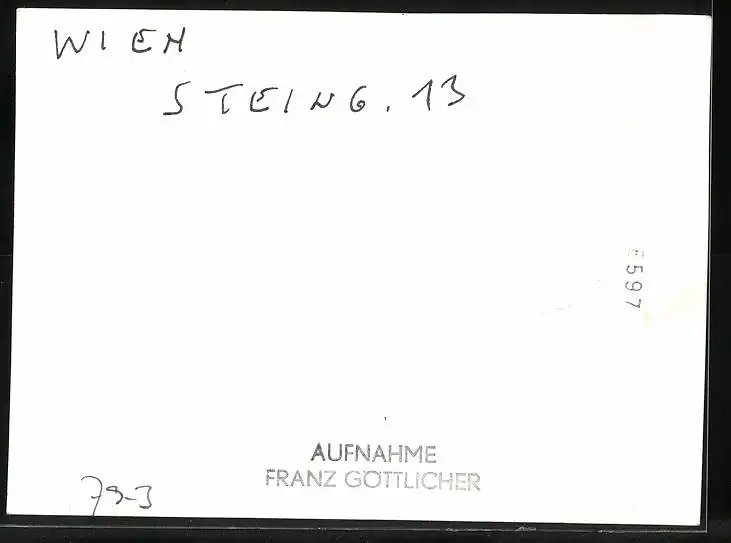 WIEN
STEING. 13
597
AUFNAHME
FRANZ GÖTTLICHER
79-3